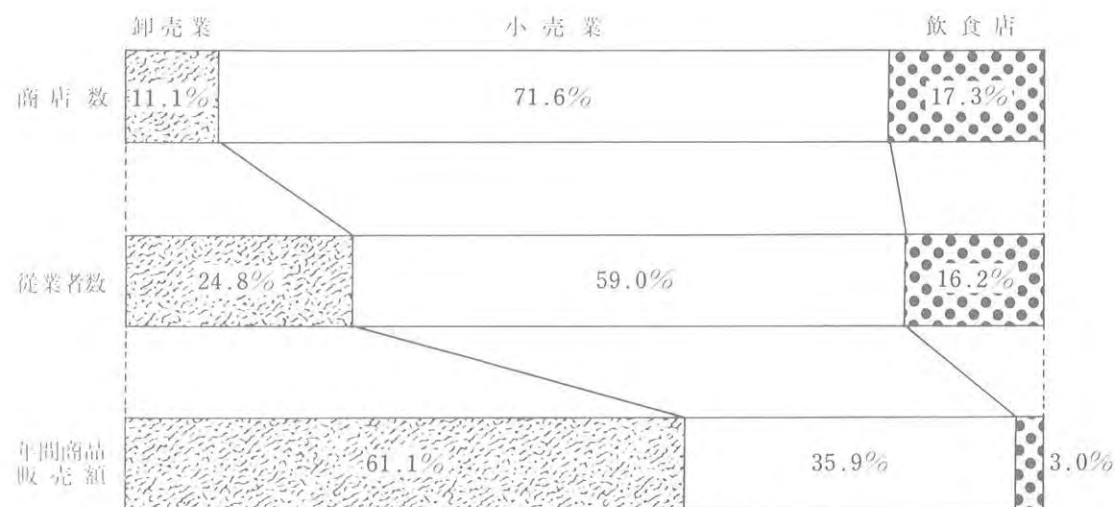 卸売業 小売業 飲食店
商店数 11.1% 71.6% 17.3%
従業者数 24.8% 59.0% 16.2%
年間商品
販売額 61.1% 35.9% 3.0%